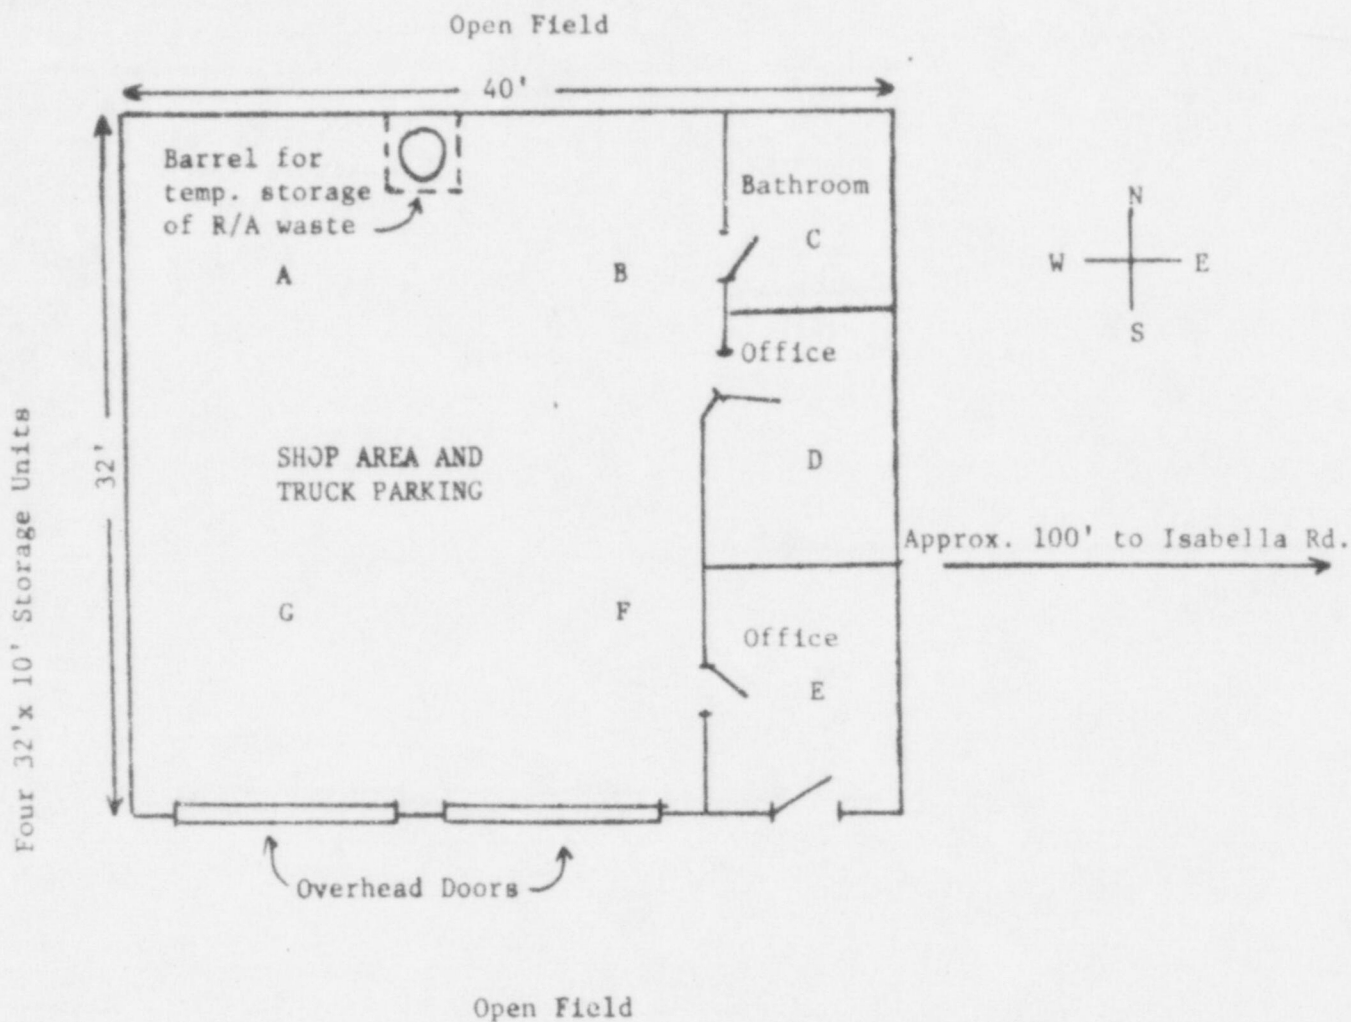 Open Field
40'
Barrel for
temp. storage
of R/A waste
Bathroom
C
N
W E
S
A
B
Office
32'
SHOP AREA AND
TRUCK PARKING
D
Approx. 100' to Isabella Rd.
Four 32'x 10' Storage Units
G
F
Office
E
Overhead Doors
Open Field